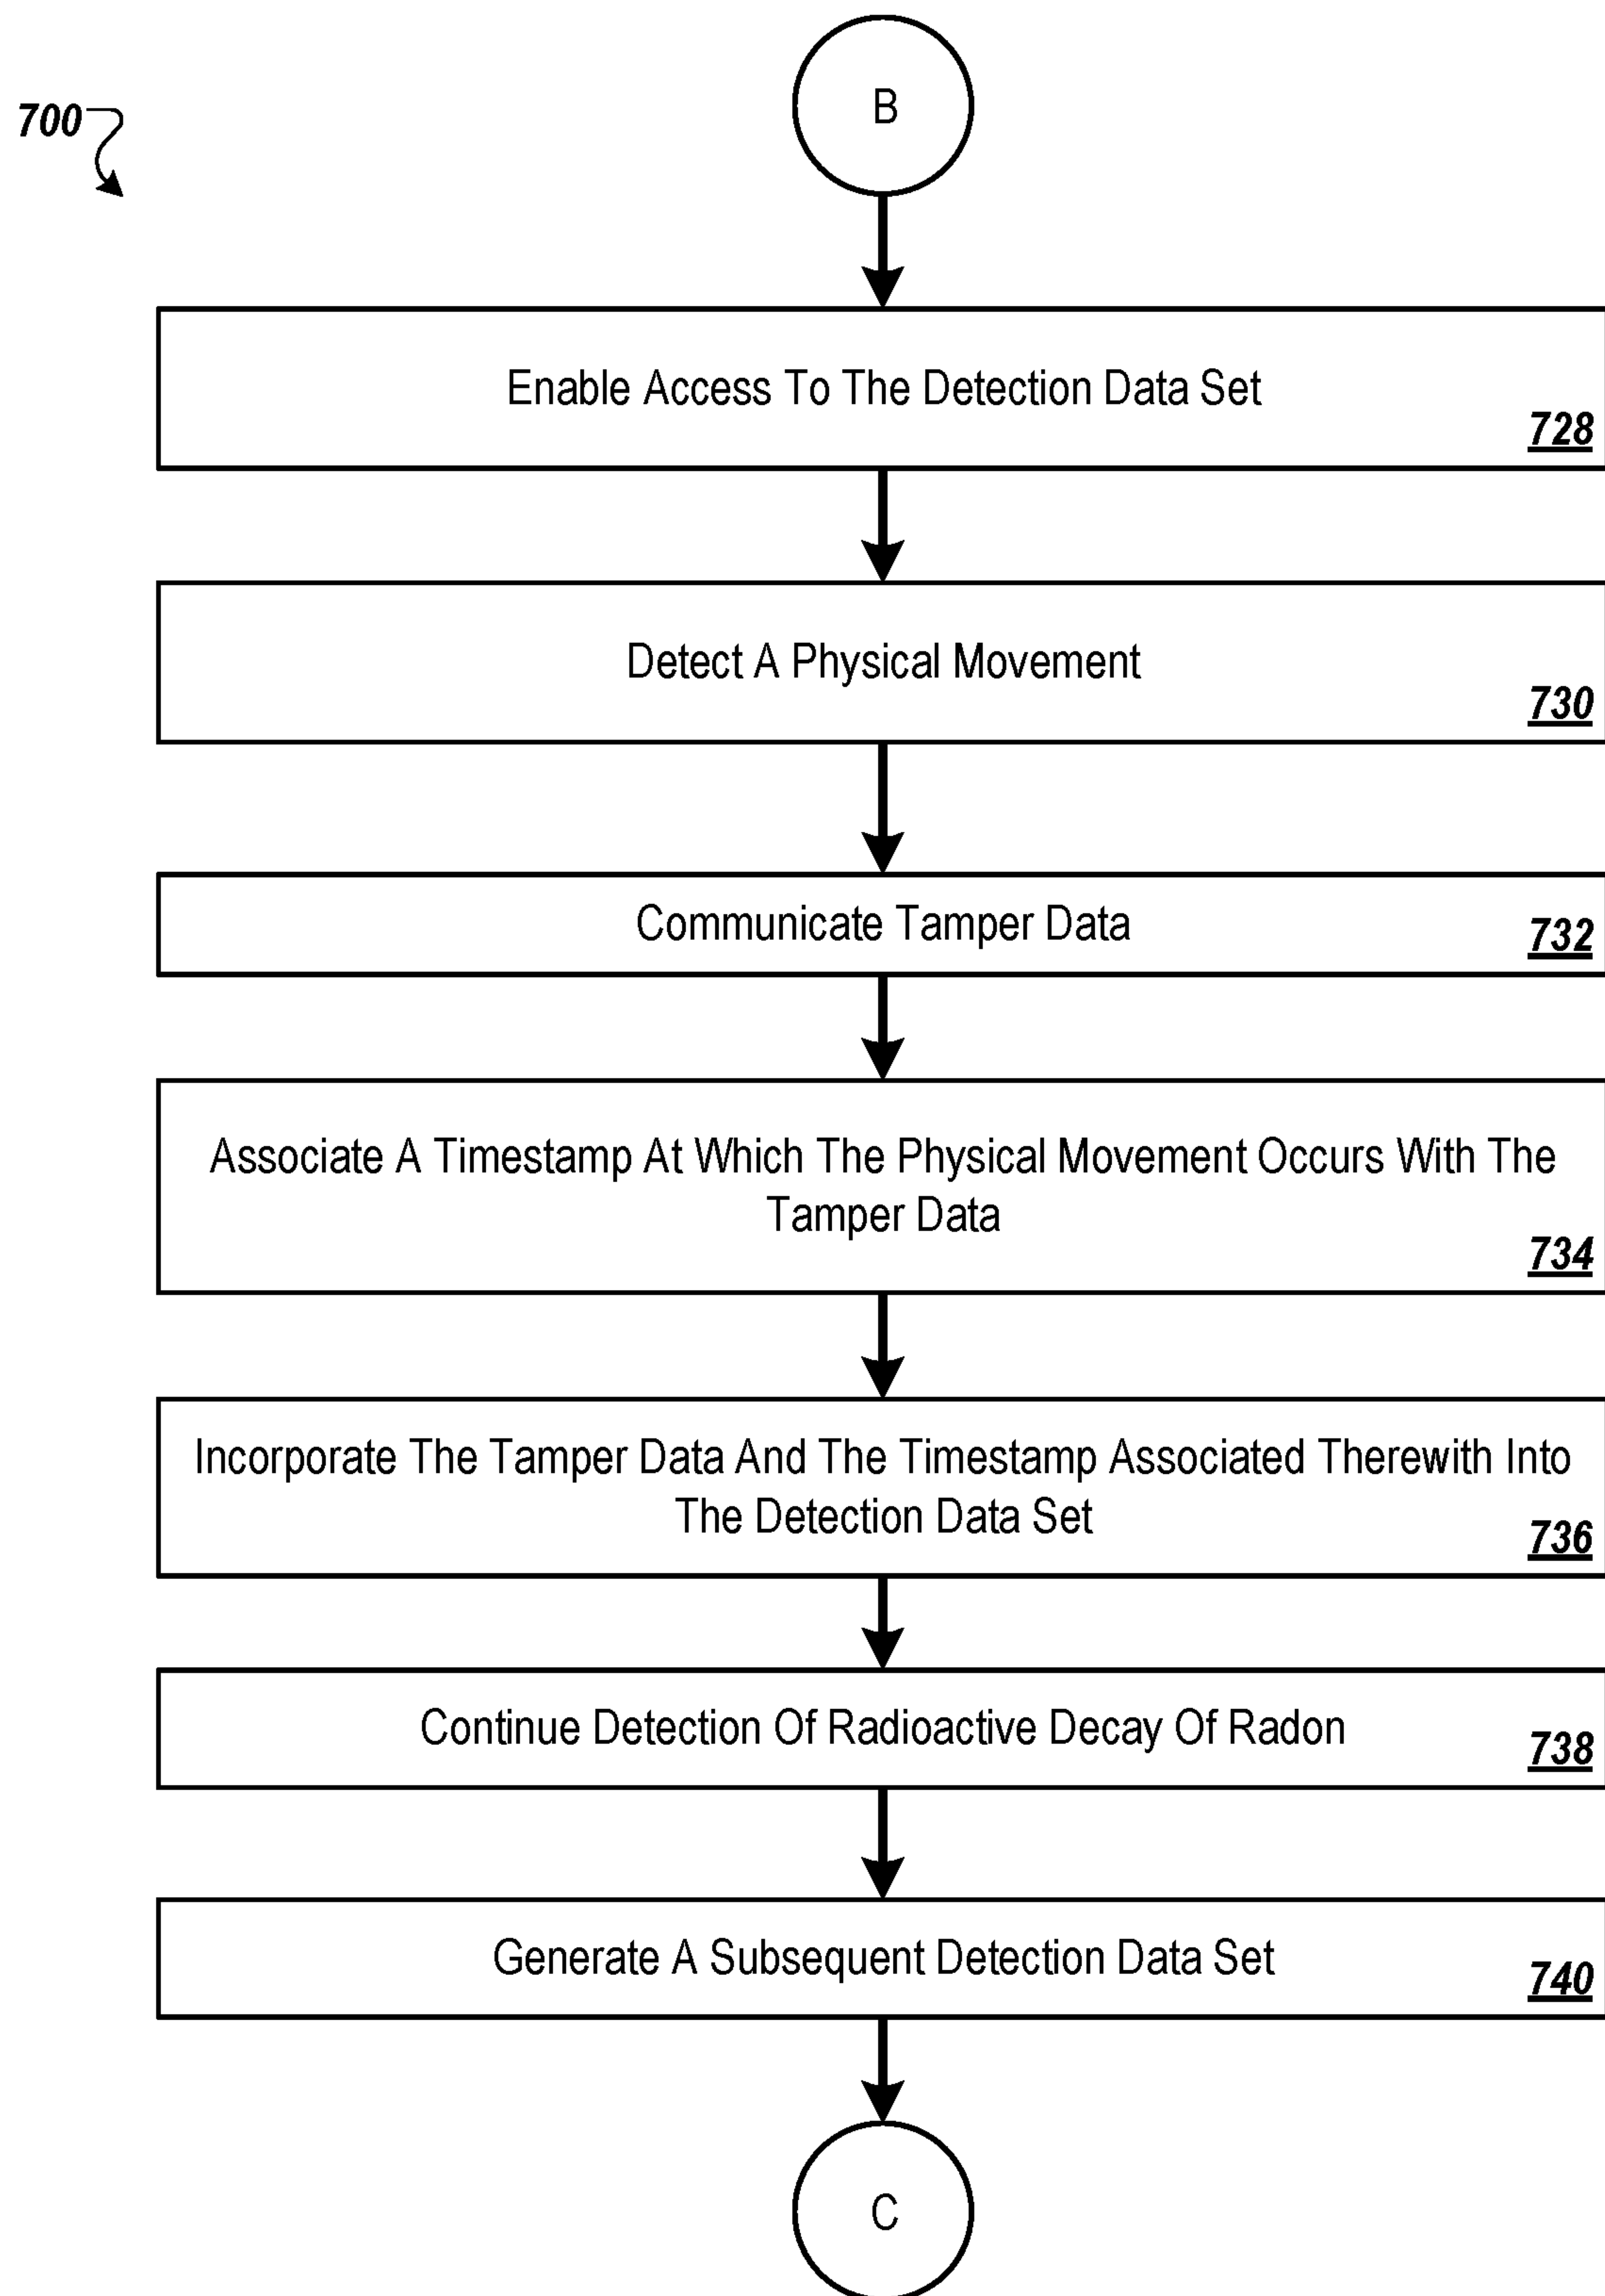 B
700
Enable Access To The Detection Data Set
728
Detect A Physical Movement
730
Communicate Tamper Data
732
Associate A Timestamp At Which The Physical Movement Occurs With The
Tamper Data
734
Incorporate The Tamper Data And The Timestamp Associated Therewith Into
The Detection Data Set
736
Continue Detection Of Radioactive Decay Of Radon
738
Generate A Subsequent Detection Data Set
740
C